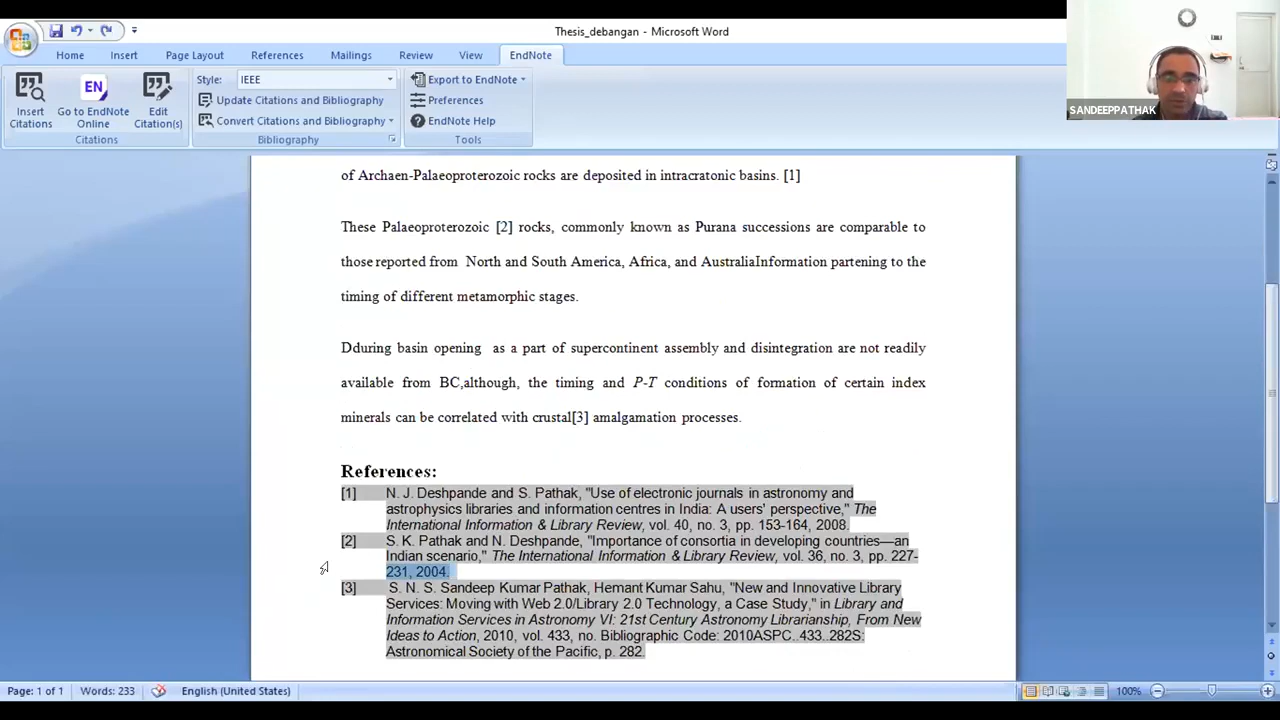 Thesis_debangan - Microsoft Word
Home Insert Page Layout References Mailings Review View EndNote
Insert Citations
EN Go to EndNote Online
Edit Citation(s)
Citations
Style: IEEE
Update Citations and Bibliography
Convert Citations and Bibliography
Bibliography
Export to EndNote
Preferences
EndNote Help
Tools
SANDEEPPATHAK
of Archaen-Palaeoproterozoic rocks are deposited in intracratonic basins. [1]
These Palaeoproterozoic [2] rocks, commonly known as Purana successions are comparable to
those reported from North and South America, Africa, and AustraliaInformation partening to the
timing of different metamorphic stages.
Dduring basin opening as a part of supercontinent assembly and disintegration are not readily
available from BC,although, the timing and P-T conditions of formation of certain index
minerals can be correlated with crustal[3] amalgamation processes.
References:
[1] N. J. Deshpande and S. Pathak, "Use of electronic journals in astronomy and
astrophysics libraries and information centres in India: A users' perspective," The
International Information & Library Review, vol. 40, no. 3, pp. 153-164, 2008.
[2] S. K. Pathak and N. Deshpande, "Importance of consortia in developing countries—an
Indian scenario," The International Information & Library Review, vol. 36, no. 3, pp. 227-
231, 2004.
[3] S. N. S. Sandeep Kumar Pathak, Hemant Kumar Sahu, "New and Innovative Library
Services: Moving with Web 2.0/Library 2.0 Technology, a Case Study," in Library and
Information Services in Astronomy VI: 21st Century Astronomy Librarianship, From New
Ideas to Action, 2010, vol. 433, no. Bibliographic Code: 2010ASPC..433..282S:
Astronomical Society of the Pacific, p. 282.
Page: 1 of 1 Words: 233 English (United States) 100%